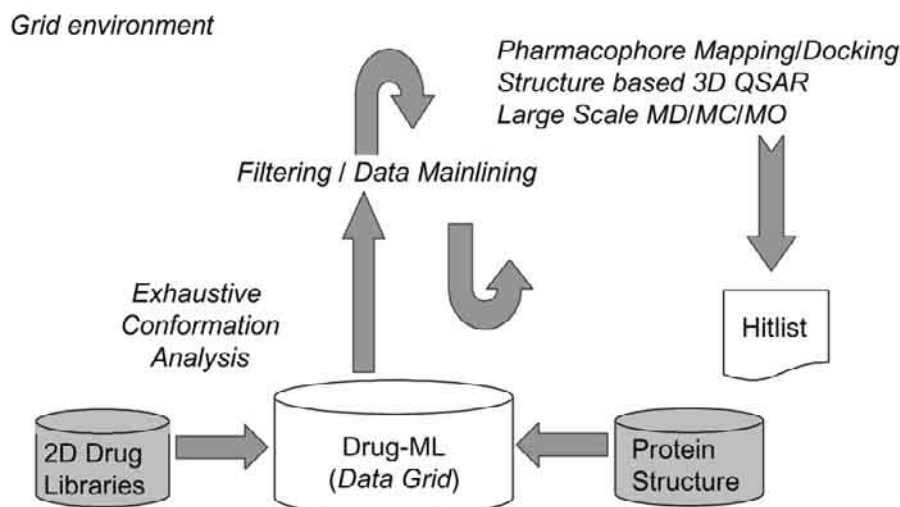 Grid environment
Pharmacophore Mapping/Docking
Structure based 3D QSAR
Large Scale MD/MC/MO
Filtering / Data Mainlining
Exhaustive
Conformation
Analysis
Hitlist
2D Drug
Libraries
Drug-ML
(Data Grid)
Protein
Structure